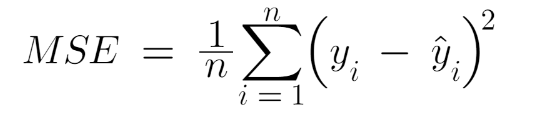 MSE = \frac{1}{n} \sum_{i=1}^{n} \left( y_i - \hat{y}_i \right)^2